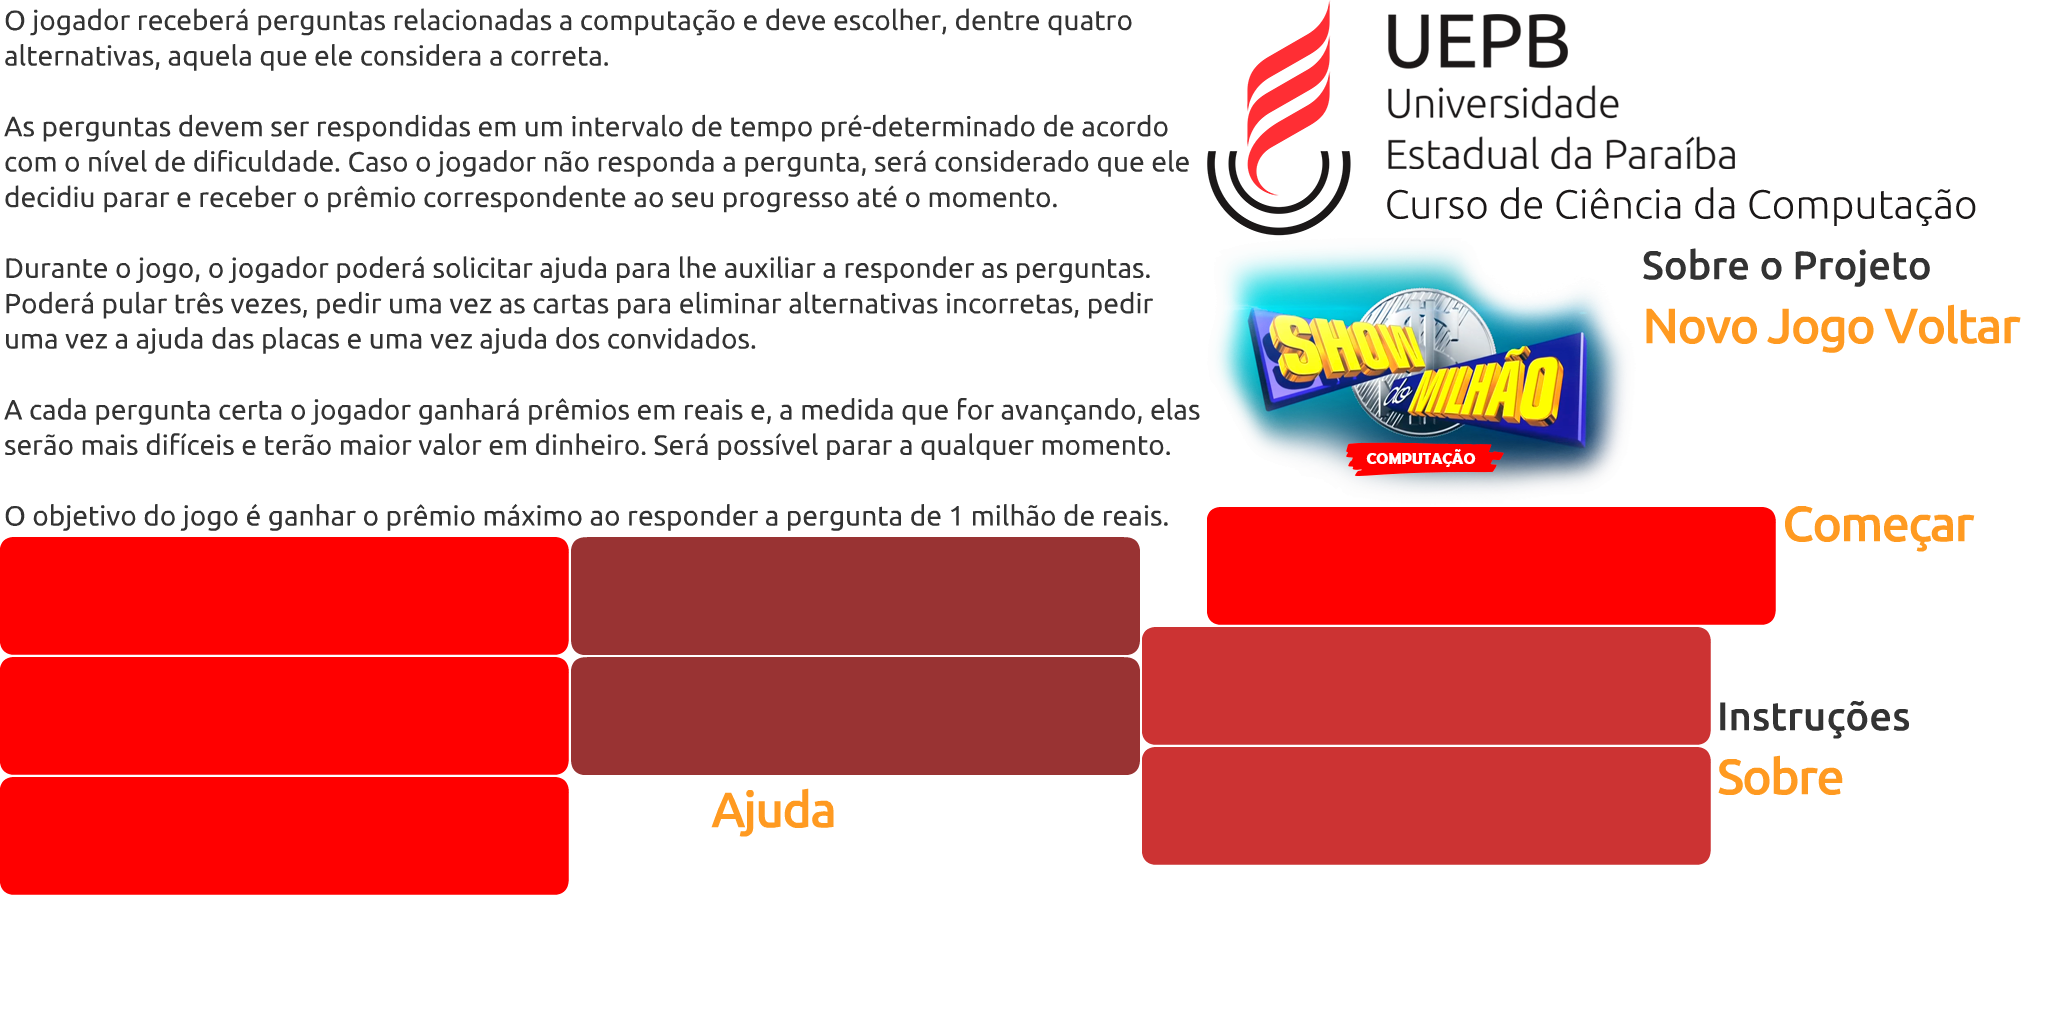 O jogador receberá perguntas relacionadas a computação e deve escolher, dentre quatro
alternativas, aquela que ele considera a correta.
As perguntas devem ser respondidas em um intervalo de tempo pré-determinado de acordo
com o nível de dificuldade. Caso o jogador não responda a pergunta, será considerado que ele
decidiu parar e receber o prêmio correspondente ao seu progresso até o momento.
Durante o jogo, o jogador poderá solicitar ajuda para lhe auxiliar a responder as perguntas.
Poderá pular três vezes, pedir uma vez as cartas para eliminar alternativas incorretas, pedir
uma vez a ajuda das placas e uma vez ajuda dos convidados.
A cada pergunta certa o jogador ganhará prêmios em reais e, a medida que for avançando, elas
serão mais difíceis e terão maior valor em dinheiro. Será possível parar a qualquer momento.
O objetivo do jogo é ganhar o prêmio máximo ao responder a pergunta de 1 milhão de reais.
UEPB
Universidade
Estadual da Paraíba
Curso de Ciência da Computação
Sobre o Projeto
Novo Jogo Voltar
SHOW
do MILHÃO
COMPUTAÇÃO
Começar
Instruções
Sobre
Ajuda